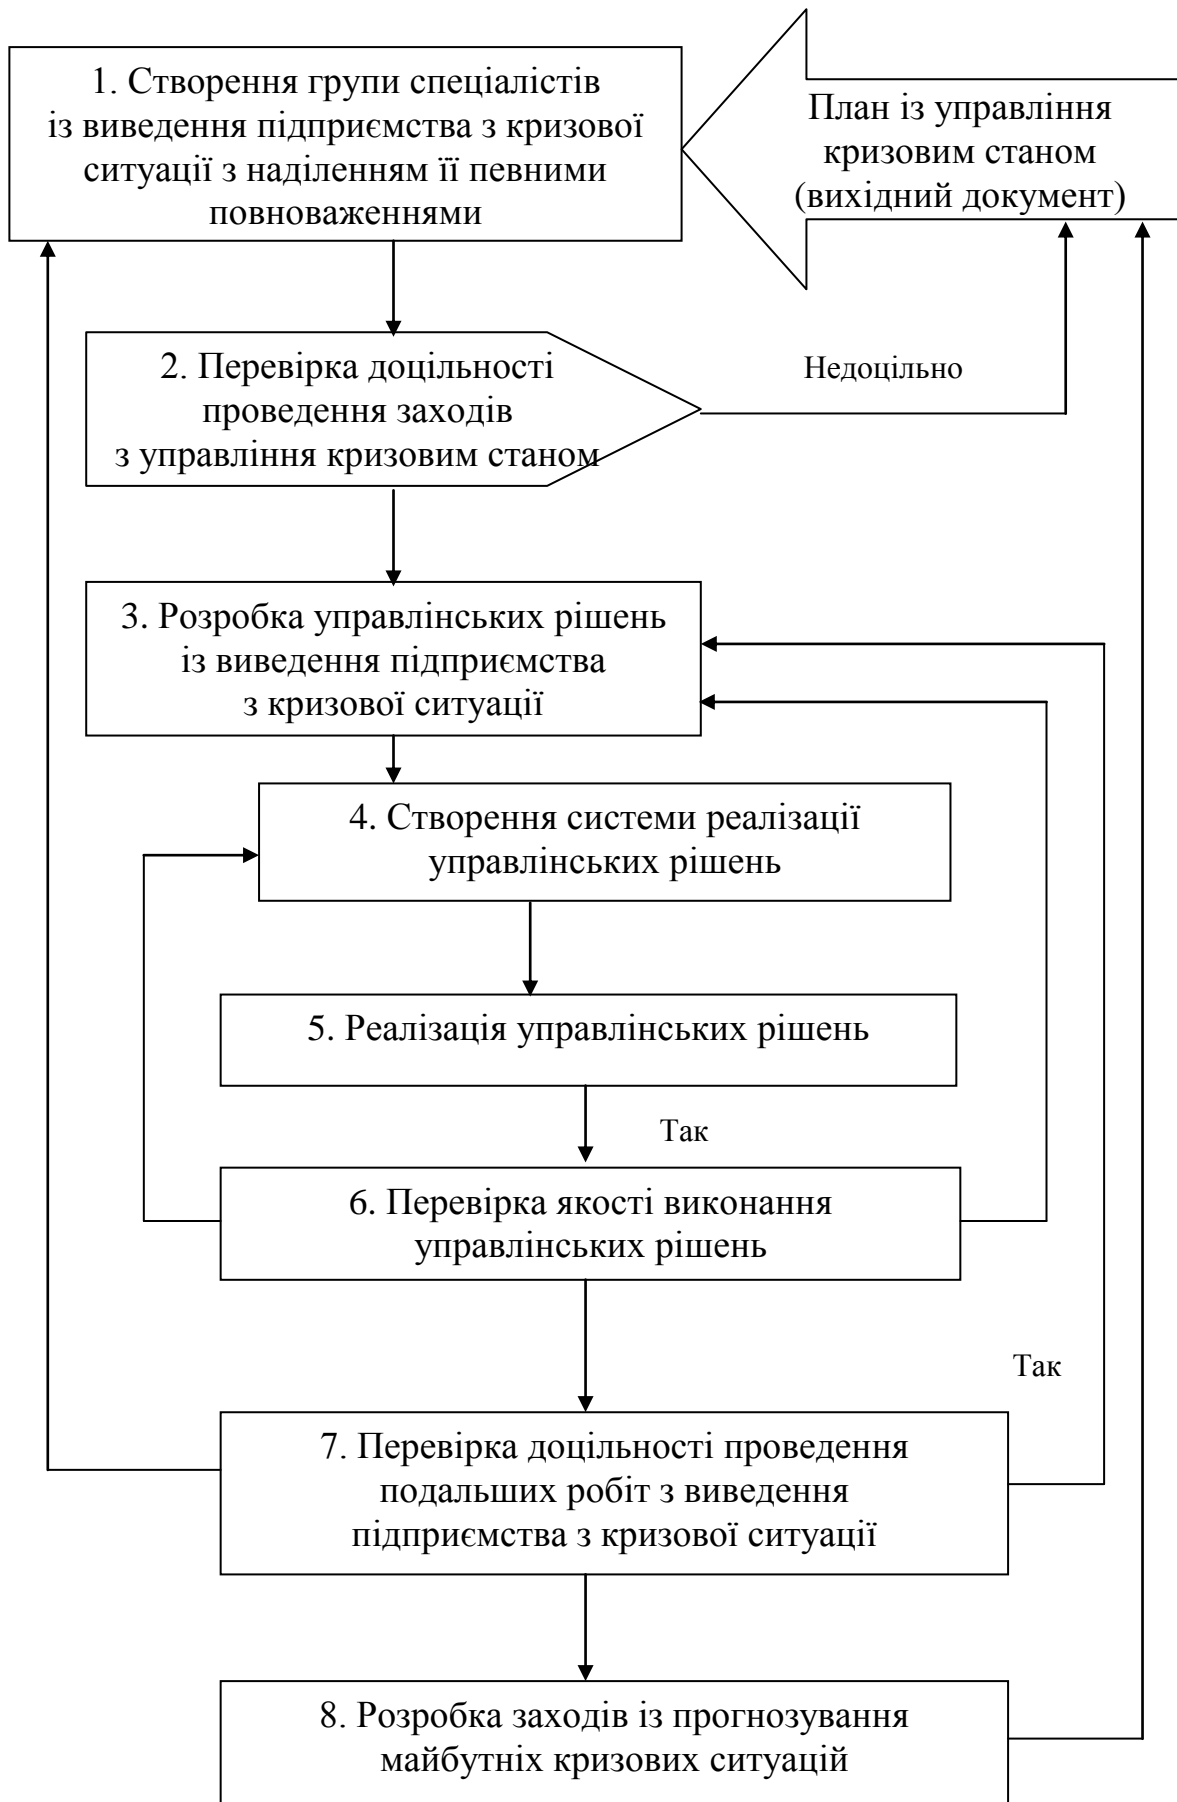 1. Створення групи спеціалістів
із виведення підприємства з кризової
ситуації з наділенням її певними
повноваженнями
План із управління
кризовим станом
(вихідний документ)
2. Перевірка доцільності
проведення заходів
з управління кризовим станом
Недоцільно
3. Розробка управлінських рішень
із виведення підприємства
з кризової ситуації
4. Створення системи реалізації
управлінських рішень
5. Реалізація управлінських рішень
Так
6. Перевірка якості виконання
управлінських рішень
Так
7. Перевірка доцільності проведення
подальших робіт з виведення
підприємства з кризової ситуації
8. Розробка заходів із прогнозування
майбутніх кризових ситуацій